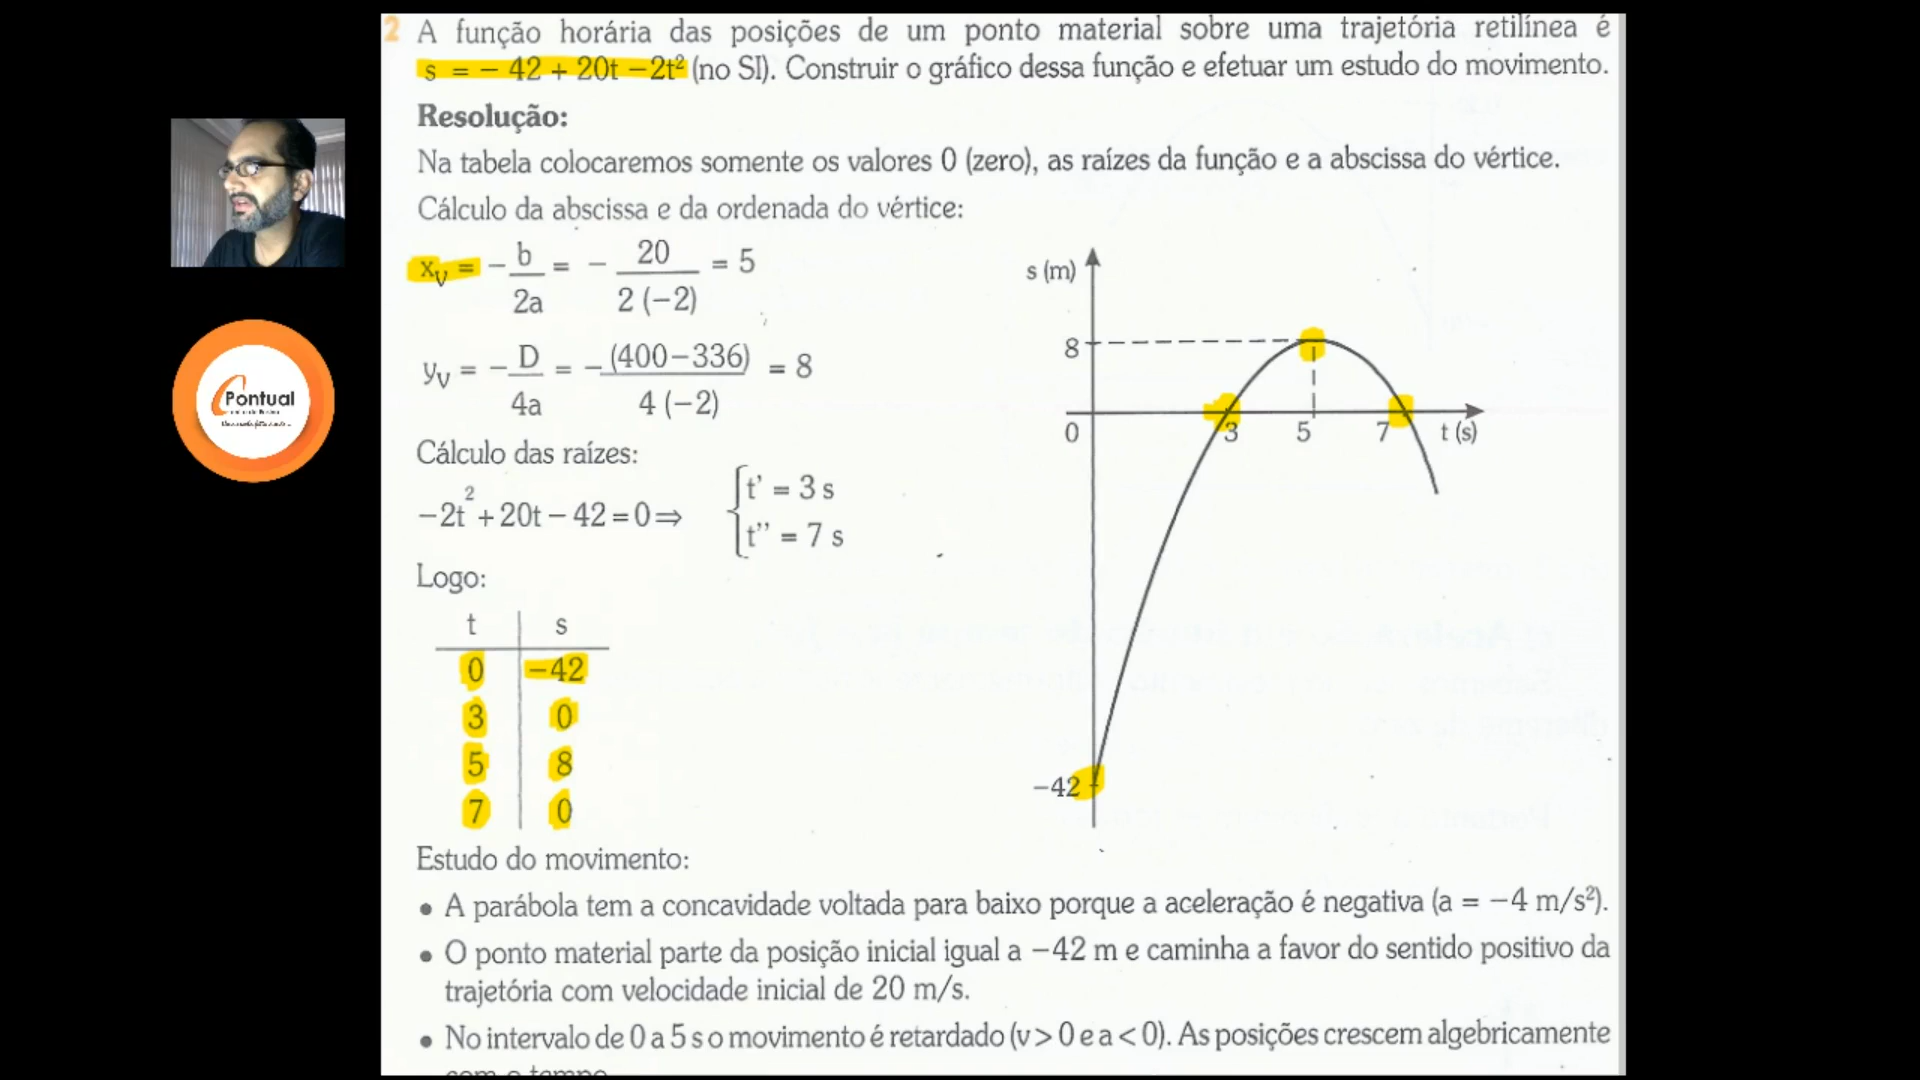 2 A função horária das posições de um ponto material sobre uma trajetória retilínea é
s = − 42 + 20t −2t² (no SI). Construir o gráfico dessa função e efetuar um estudo do movimento.
Resolução:
Na tabela colocaremos somente os valores 0 (zero), as raízes da função e a abscissa do vértice.
Cálculo da abscissa e da ordenada do vértice:
xᵥ = − b/2a = − 20/2 (−2) = 5
yᵥ = − D/4a = − (400−336)/4 (−2) = 8
Cálculo das raízes:
−2t² + 20t − 42 = 0 ⇒ { t’ = 3 s
t’’ = 7 s
Logo:
t s
0 −42
3 0
5 8
7 0
s (m)
8
0 3 5 7 t (s)
−42
Estudo do movimento:
• A parábola tem a concavidade voltada para baixo porque a aceleração é negativa (a = −4 m/s²).
• O ponto material parte da posição inicial igual a −42 m e caminha a favor do sentido positivo da
trajetória com velocidade inicial de 20 m/s.
• No intervalo de 0 a 5 s o movimento é retardado (v > 0 e a < 0). As posições crescem algebricamente
com o tempo
Pontual